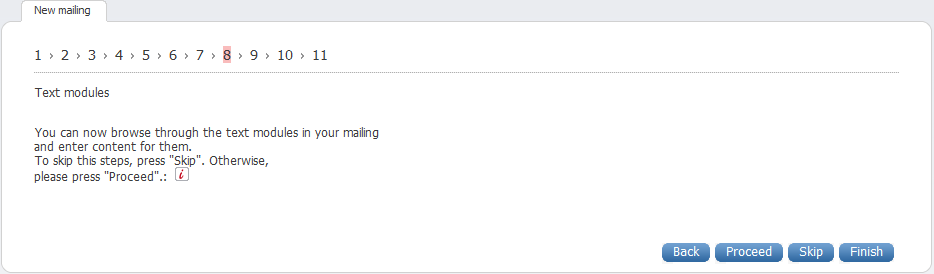 New mailing
1 › 2 › 3 › 4 › 5 › 6 › 7 › 8 › 9 › 10 › 11
Text modules
You can now browse through the text modules in your mailing
and enter content for them.
To skip this steps, press "Skip". Otherwise,
please press "Proceed".: i
Back Proceed Skip Finish